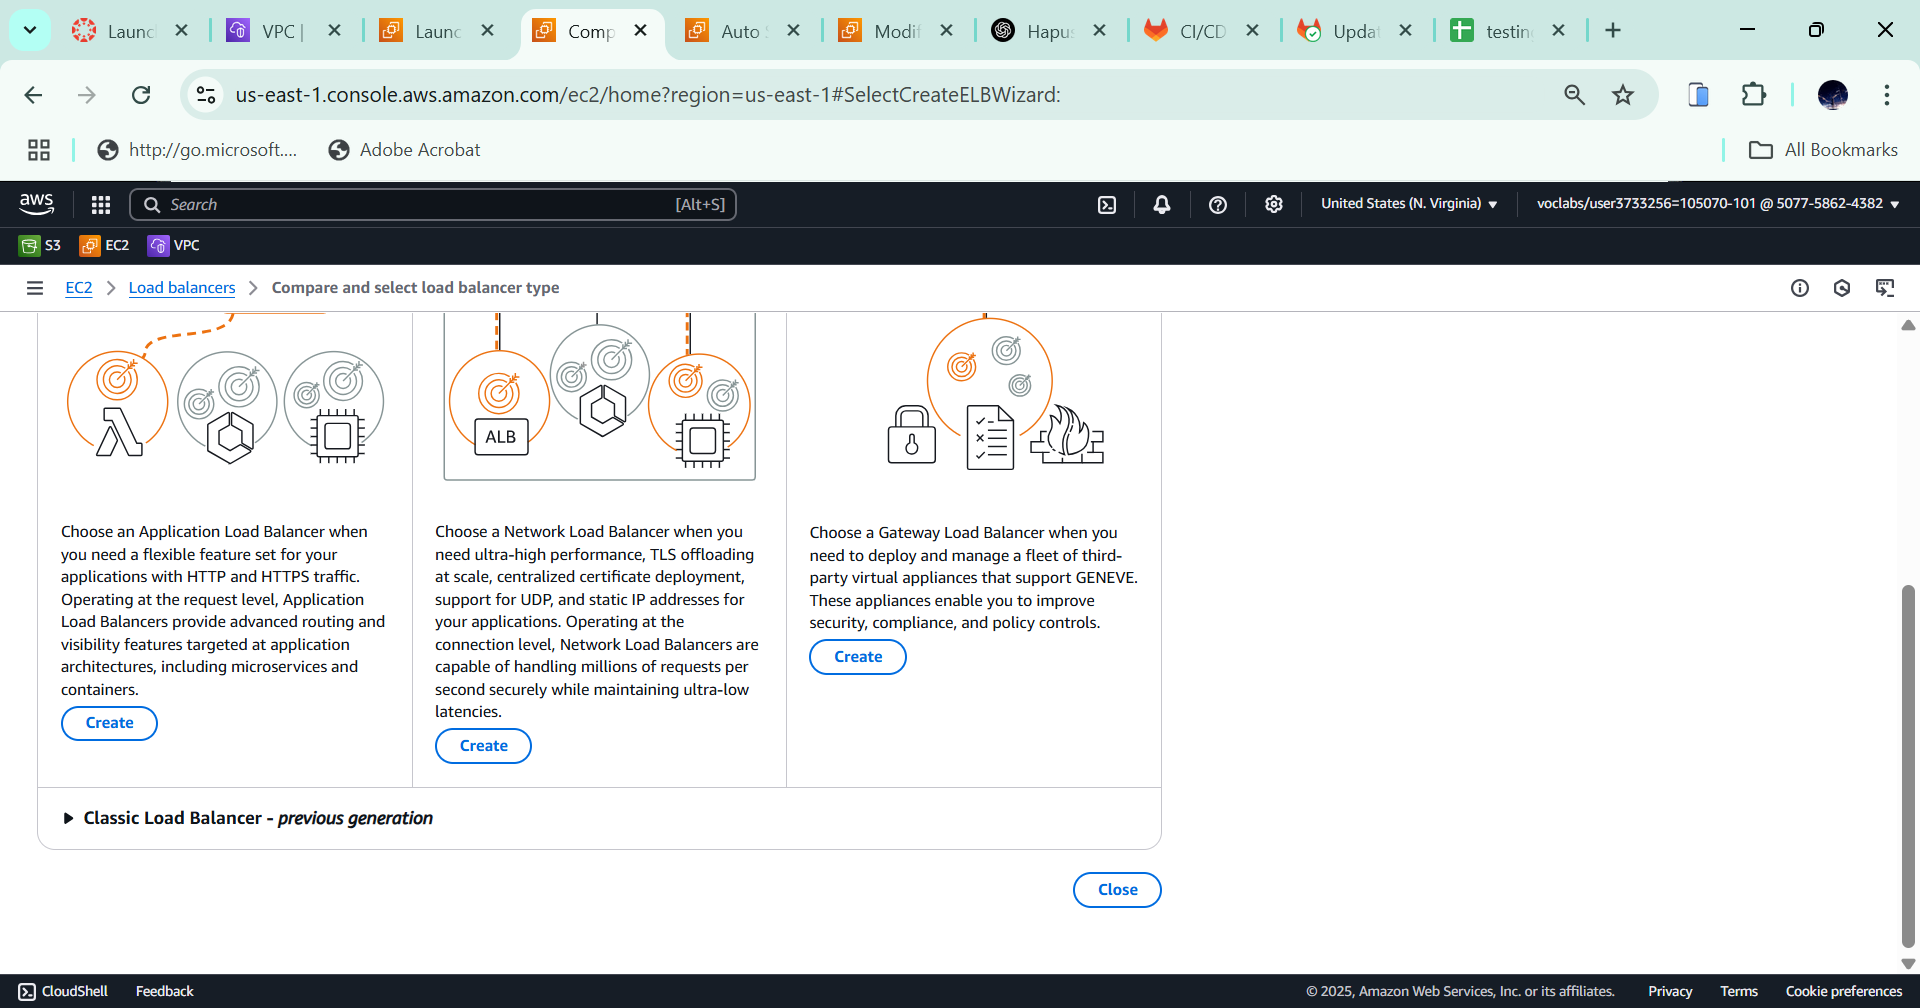 Launc
VPC |
Launc
Comp
Auto S
Modif
Hapus
CI/CD
Updat
testing
us-east-1.console.aws.amazon.com/ec2/home?region=us-east-1#SelectCreateELBWizard:
http://go.microsoft....
Adobe Acrobat
All Bookmarks
aws
Search
[Alt+S]
United States (N. Virginia)
voclabs/user3733256=105070-101 @ 5077-5862-4382
S3
EC2
VPC
EC2
Load balancers
Compare and select load balancer type
ALB
Choose an Application Load Balancer when
you need a flexible feature set for your
applications with HTTP and HTTPS traffic.
Operating at the request level, Application
Load Balancers provide advanced routing and
visibility features targeted at application
architectures, including microservices and
containers.
Create
Choose a Network Load Balancer when you
need ultra-high performance, TLS offloading
at scale, centralized certificate deployment,
support for UDP, and static IP addresses for
your applications. Operating at the
connection level, Network Load Balancers are
capable of handling millions of requests per
second securely while maintaining ultra-low
latencies.
Create
Choose a Gateway Load Balancer when you
need to deploy and manage a fleet of third-
party virtual appliances that support GENEVE.
These appliances enable you to improve
security, compliance, and policy controls.
Create
Classic Load Balancer - previous generation
Close
CloudShell
Feedback
© 2025, Amazon Web Services, Inc. or its affiliates.
Privacy
Terms
Cookie preferences